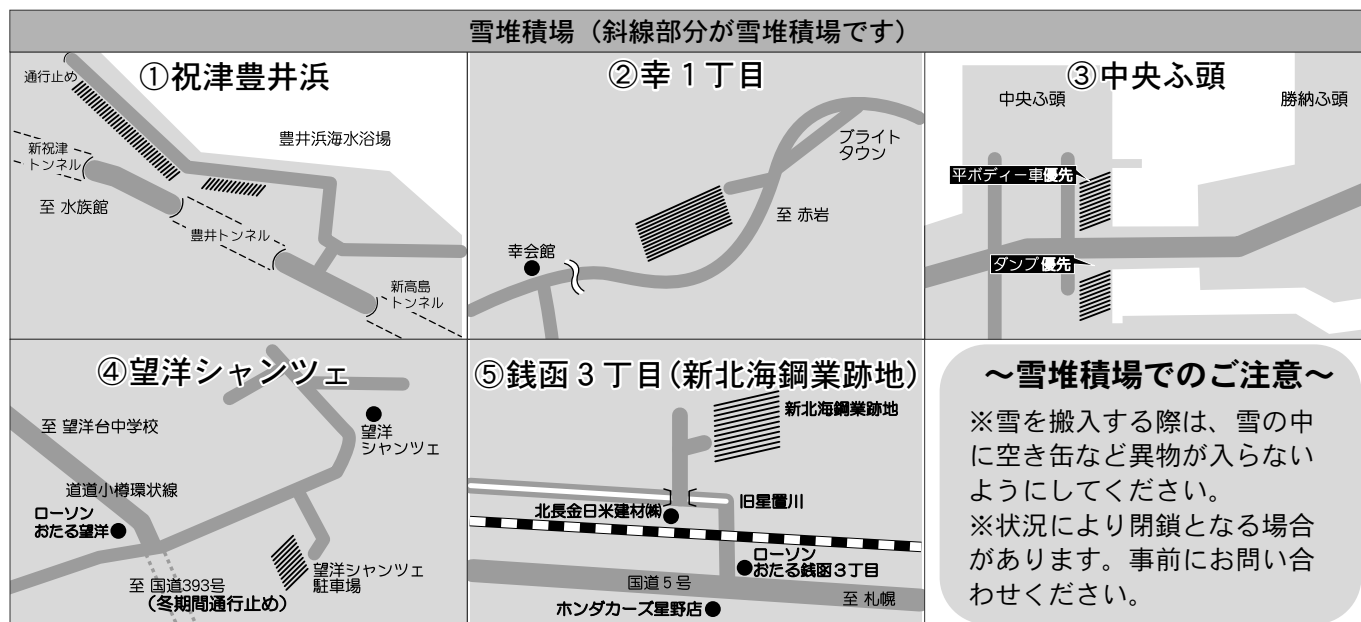 雪堆積場（斜線部分が雪堆積場です）
①祝津豊井浜
通行止め
豊井浜海水浴場
新祝津
トンネル
至 水族館
豊井トンネル
新高島
トンネル
②幸１丁目
ブライト
タウン
至 赤岩
幸会館
③中央ふ頭
中央ふ頭
勝納ふ頭
平ボディー車優先
ダンプ優先
④望洋シャンツェ
至 望洋台中学校
望洋
シャンツェ
道道小樽環状線
ローソン
おたる望洋
望洋シャンツェ
駐車場
至 国道393号
（冬期間通行止め）
⑤銭函３丁目（新北海鋼業跡地）
新北海鋼業跡地
旧星置川
北長金日米建材㈱
ローソン
おたる銭函３丁目
国道５号
至 札幌
ホンダカーズ星野店
～雪堆積場でのご注意～
※雪を搬入する際は、雪の中
に空き缶など異物が入らない
ようにしてください。
※状況により閉鎖となる場合
があります。事前にお問い合
わせください。